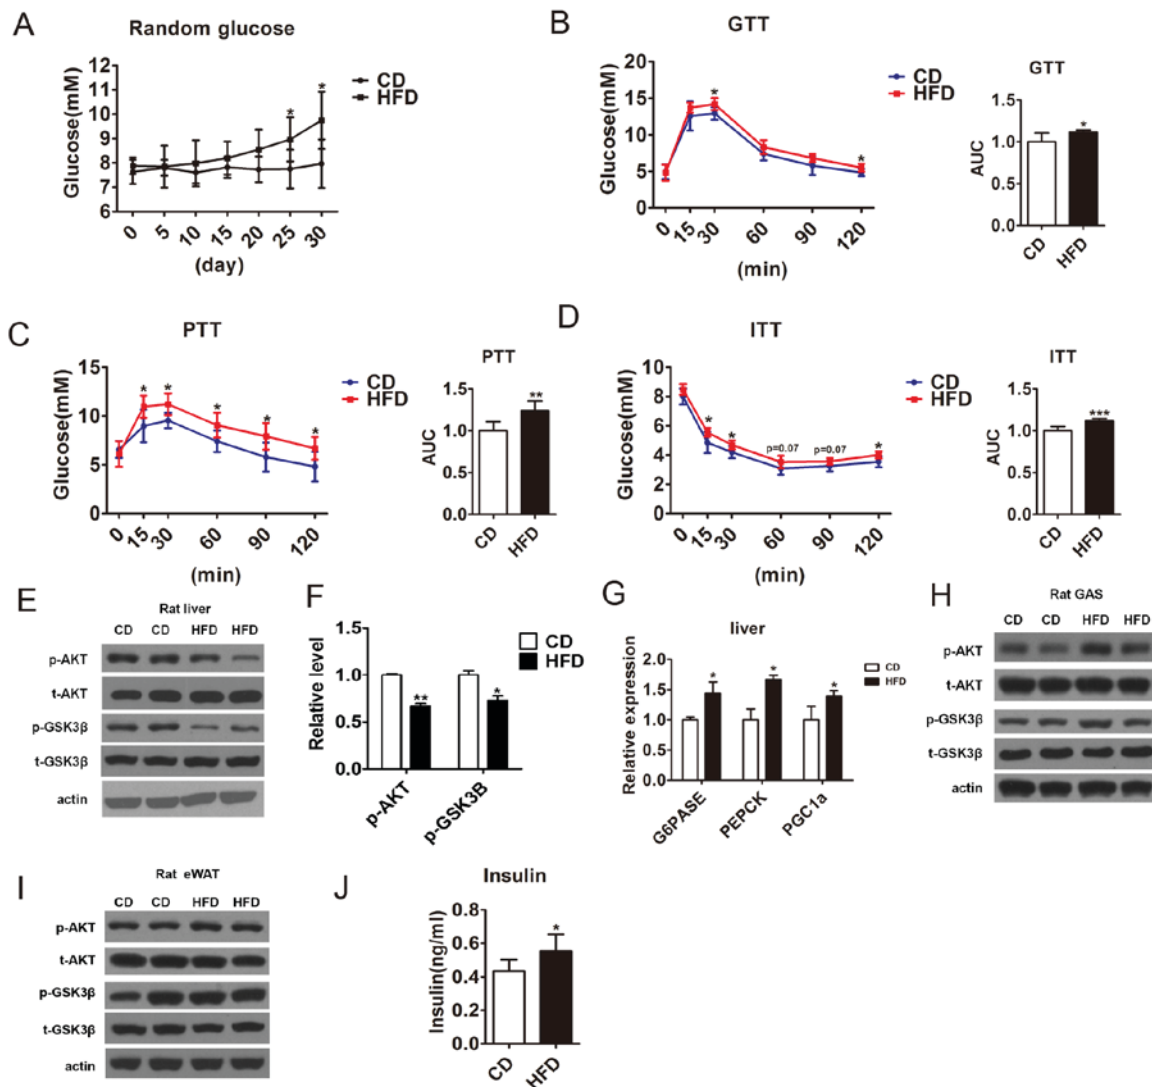 A
Random glucose
Glucose(mM)
12
11
10
9
8
7
6
* *
0 5 10 15 20 25 30
(day)
CD
HFD
B
GTT
Glucose(mM)
20
15
10
5
0
* *
0 15 30 60 90 120
(min)
CD
HFD
GTT
AUC
1.5
1.0
0.5
0.0
*
CD HFD
C
PTT
Glucose(mM)
15
10
5
0
* * * * *
0 15 30 60 90 120
(min)
CD
HFD
PTT
AUC
1.5
1.0
0.5
0.0
**
CD HFD
D
ITT
Glucose(mM)
10
8
6
4
2
0
* * p=0.07 p=0.07 *
0 15 30 60 90 120
(min)
CD
HFD
ITT
AUC
1.5
1.0
0.5
0.0
***
CD HFD
E
Rat liver
CD CD HFD HFD
p-AKT
t-AKT
p-GSK3β
t-GSK3β
actin
F
Relative level
1.5
1.0
0.5
0.0
** *
p-AKT p-GSK3B
CD
HFD
G
liver
Relative expression
2.0
1.5
1.0
0.5
0.0
* * *
G6PASE PEPCK PGC1a
CD
HFD
H
Rat GAS
CD CD HFD HFD
p-AKT
t-AKT
p-GSK3β
t-GSK3β
actin
I
Rat eWAT
CD CD HFD HFD
p-AKT
t-AKT
p-GSK3β
t-GSK3β
actin
J
Insulin
Insulin(ng/ml)
0.8
0.6
0.4
0.2
0.0
*
CD HFD